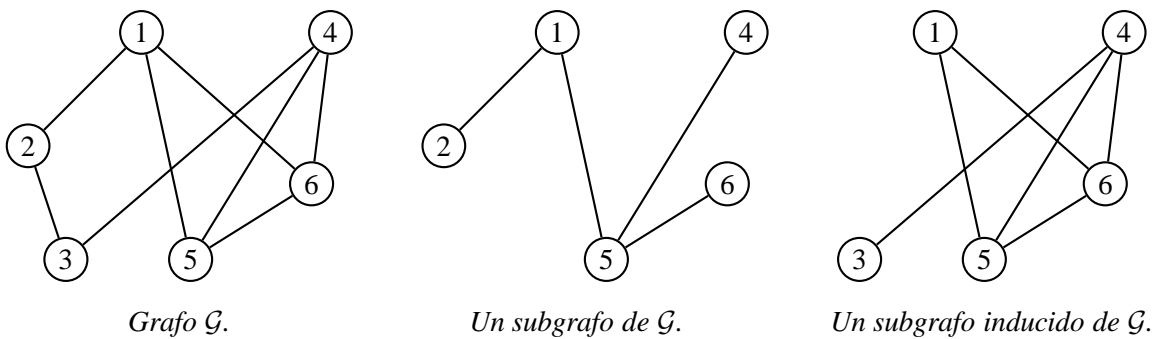 1 4 1 4 1 4
2 2
6 6 6
3 5 5 3 5
Grafo 𝒢. Un subgrafo de 𝒢. Un subgrafo inducido de 𝒢.